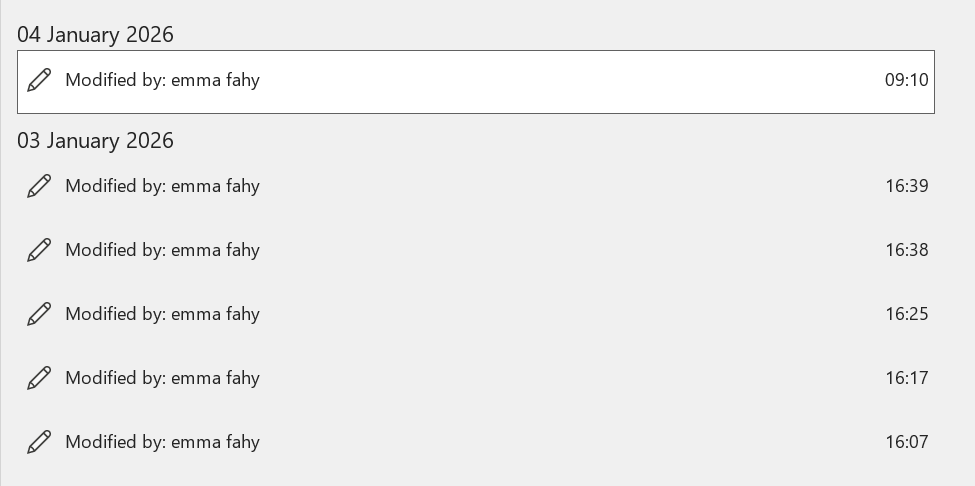 04 January 2026
Modified by: emma fahy 09:10
03 January 2026
Modified by: emma fahy 16:39
Modified by: emma fahy 16:38
Modified by: emma fahy 16:25
Modified by: emma fahy 16:17
Modified by: emma fahy 16:07